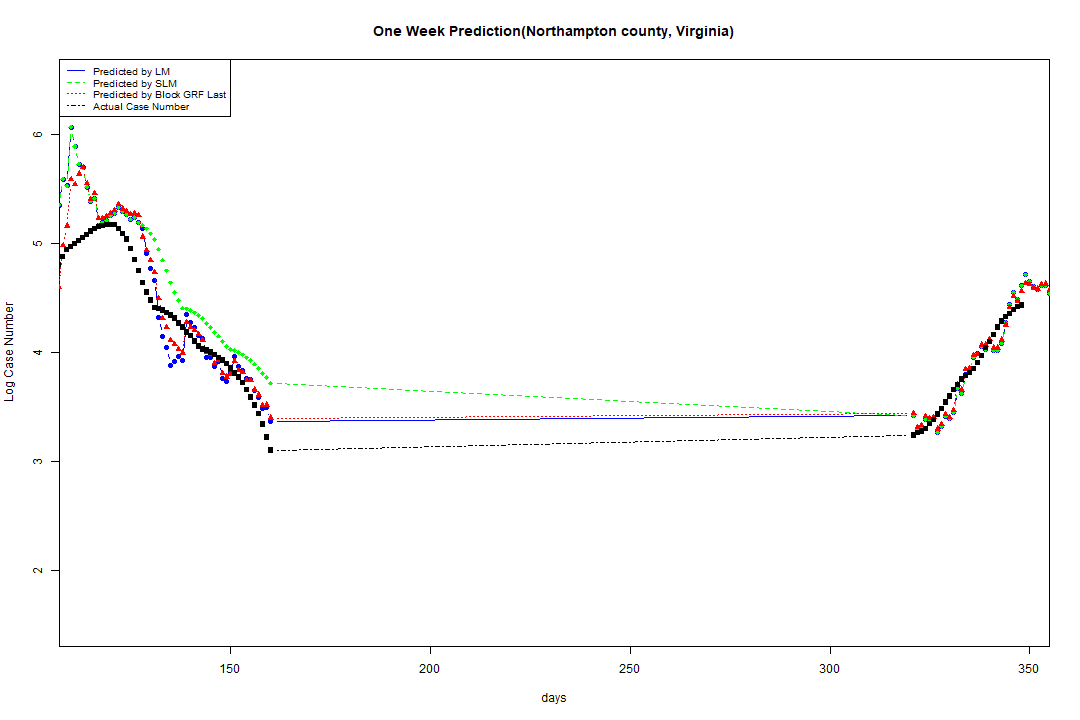 One Week Prediction(Northampton county, Virginia)
Predicted by LM
Predicted by SLM
Predicted by Block GRF Last
Actual Case Number
6
5
4
3
2
Log Case Number
150
200
250
300
350
days